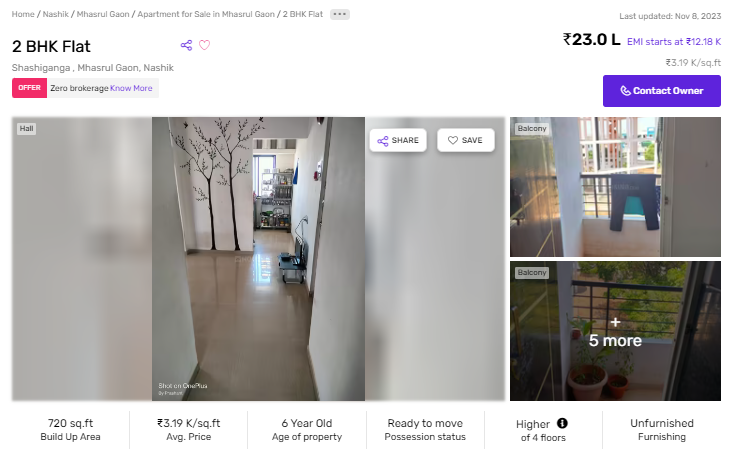 Home / Nashik / Mhasrul Gaon / Apartment for Sale in Mhasrul Gaon / 2 BHK Flat
Last updated: Nov 8, 2023
2 BHK Flat
₹23.0 L EMI starts at ₹12.18 K
Shashiganga , Mhasrul Gaon, Nashik
₹3.19 K/sq.ft
OFFER Zero brokerage Know More
Contact Owner
Hall
SHARE
SAVE
Balcony
Balcony
+
5 more
Shot on OnePlus
720 sq.ft
Build Up Area
₹3.19 K/sq.ft
Avg. Price
6 Year Old
Age of property
Ready to move
Possession status
Higher
of 4 floors
Unfurnished
Furnishing